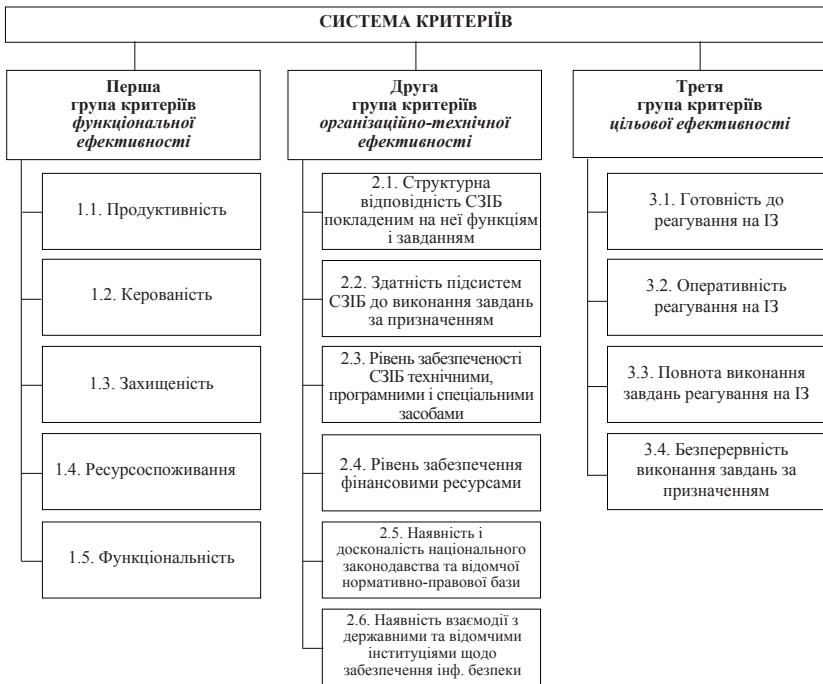 СИСТЕМА КРИТЕРІЇВ
Перша
група критеріїв
функціональної
ефективності
1.1. Продуктивність
1.2. Керованість
1.3. Захищеність
1.4. Ресурсоспоживання
1.5. Функціональність
Друга
група критеріїв
організаційно-технічної
ефективності
2.1. Структурна
відповідність СЗІБ
покладеним на неї функціям
і завданням
2.2. Здатність підсистем
СЗІБ до виконання завдань
за призначенням
2.3. Рівень забезпеченості
СЗІБ технічними,
програмними і спеціальними
засобами
2.4. Рівень забезпечення
фінансовими ресурсами
2.5. Наявність і
досконалість національного
законодавства та відомчої
нормативно-правової бази
2.6. Наявність взаємодії з
державними та відомчими
інституціями щодо
забезпечення інф. безпеки
Третя
група критеріїв
цільової ефективності
3.1. Готовність до
реагування на ІЗ
3.2. Оперативність
реагування на ІЗ
3.3. Повнота виконання
завдань реагування на ІЗ
3.4. Безперервність
виконання завдань за
призначенням